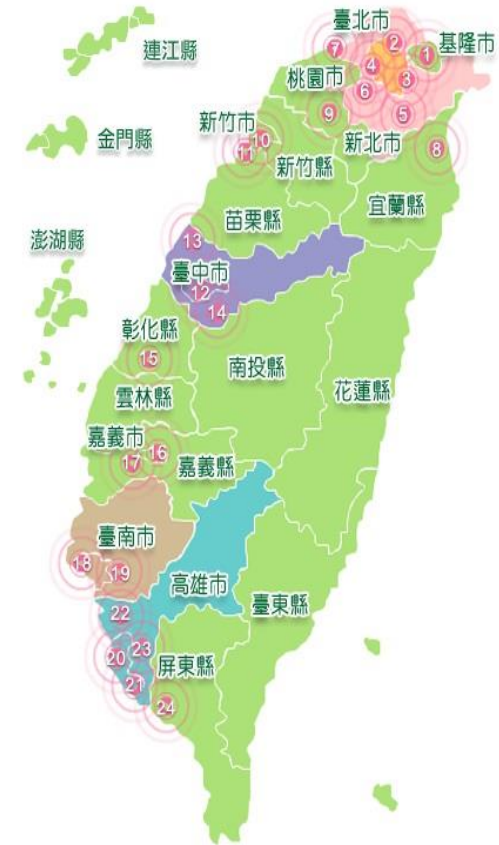 臺北市
基隆市
連江縣
7
2
1
4
3
桃園市
6
9
5
新北市
8
金門縣
新竹市
10
11
新竹縣
宜蘭縣
苗栗縣
澎湖縣
13
臺中市
12
14
彰化縣
15
南投縣
花蓮縣
雲林縣
嘉義市
16
17
嘉義縣
臺南市
18
19
高雄市
臺東縣
22
20
23
屏東縣
21
24